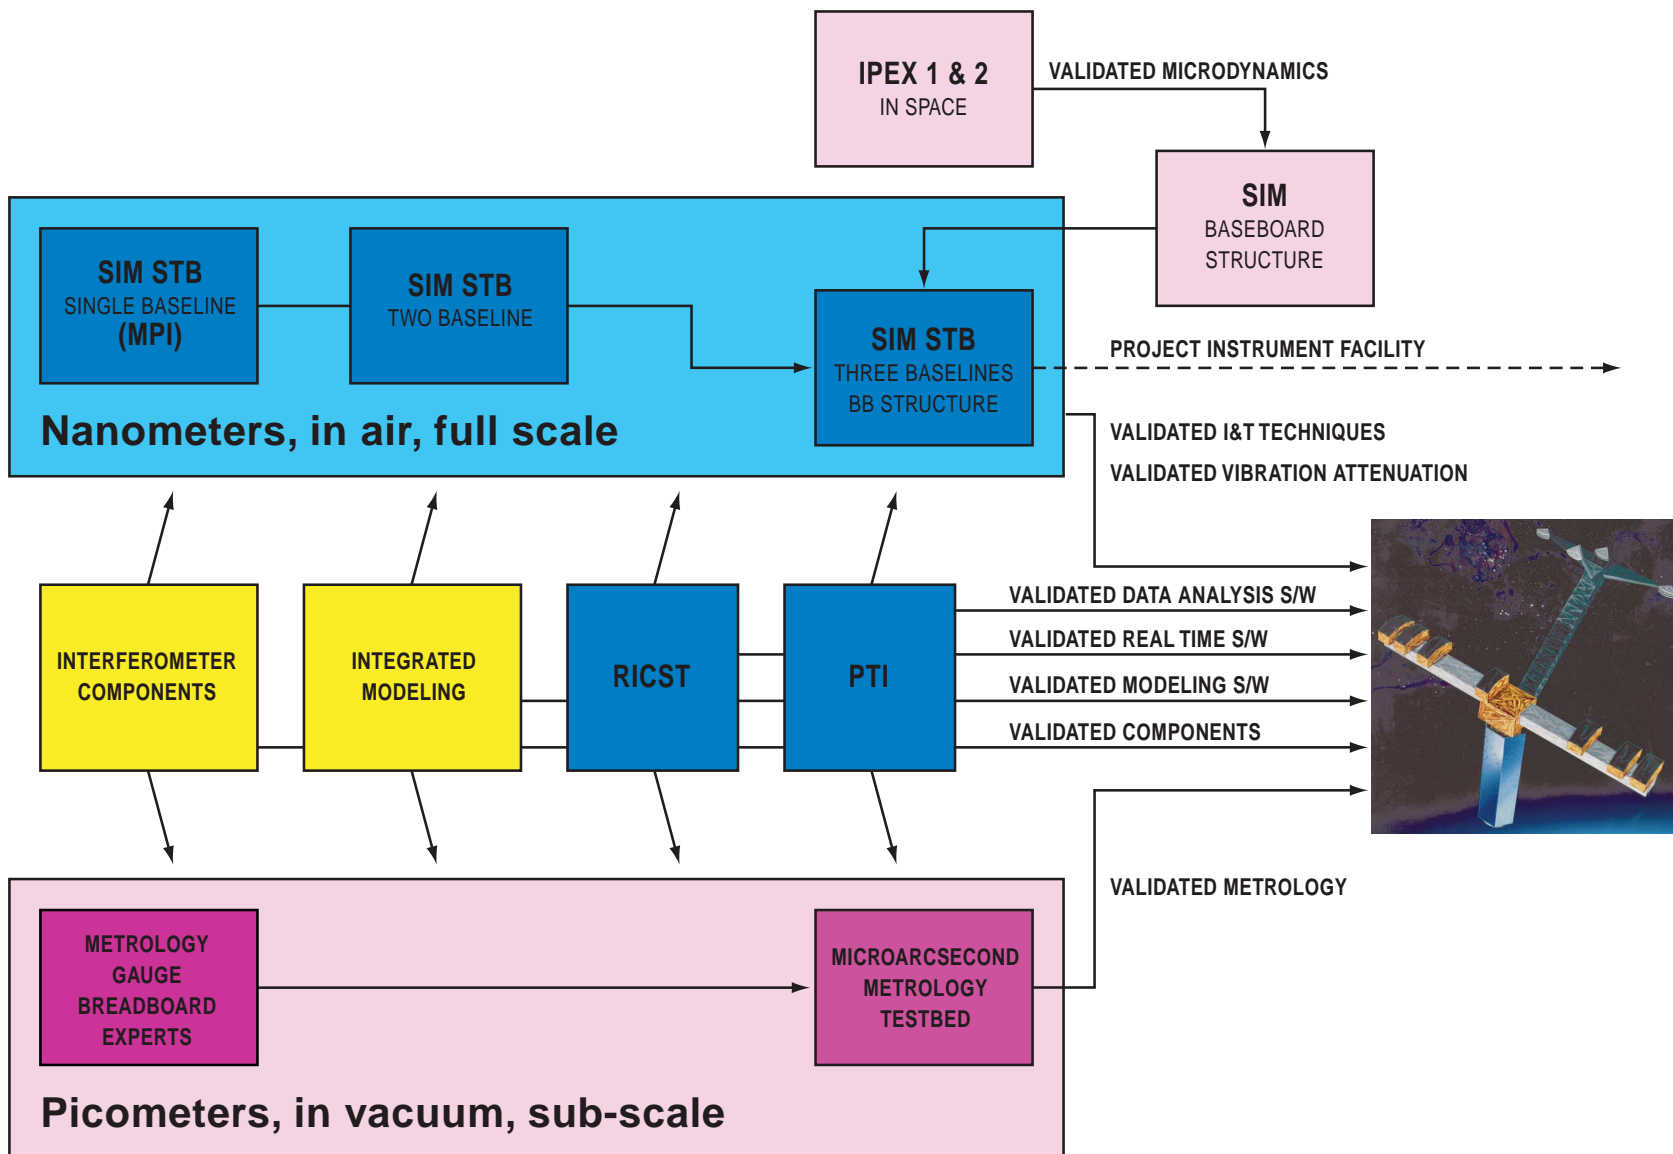 IPEX 1 & 2
IN SPACE
VALIDATED MICRODYNAMICS
SIM
BASEBOARD
STRUCTURE
SIM STB
SINGLE BASELINE
(MPI)
SIM STB
TWO BASELINE
SIM STB
THREE BASELINES
BB STRUCTURE
PROJECT INSTRUMENT FACILITY
Nanometers, in air, full scale
VALIDATED I&T TECHNIQUES
VALIDATED VIBRATION ATTENUATION
INTERFEROMETER
COMPONENTS
INTEGRATED
MODELING
RICST
PTI
VALIDATED DATA ANALYSIS S/W
VALIDATED REAL TIME S/W
VALIDATED MODELING S/W
VALIDATED COMPONENTS
VALIDATED METROLOGY
METROLOGY
GAUGE
BREADBOARD
EXPERTS
MICROARCSECOND
METROLOGY
TESTBED
Picometers, in vacuum, sub-scale